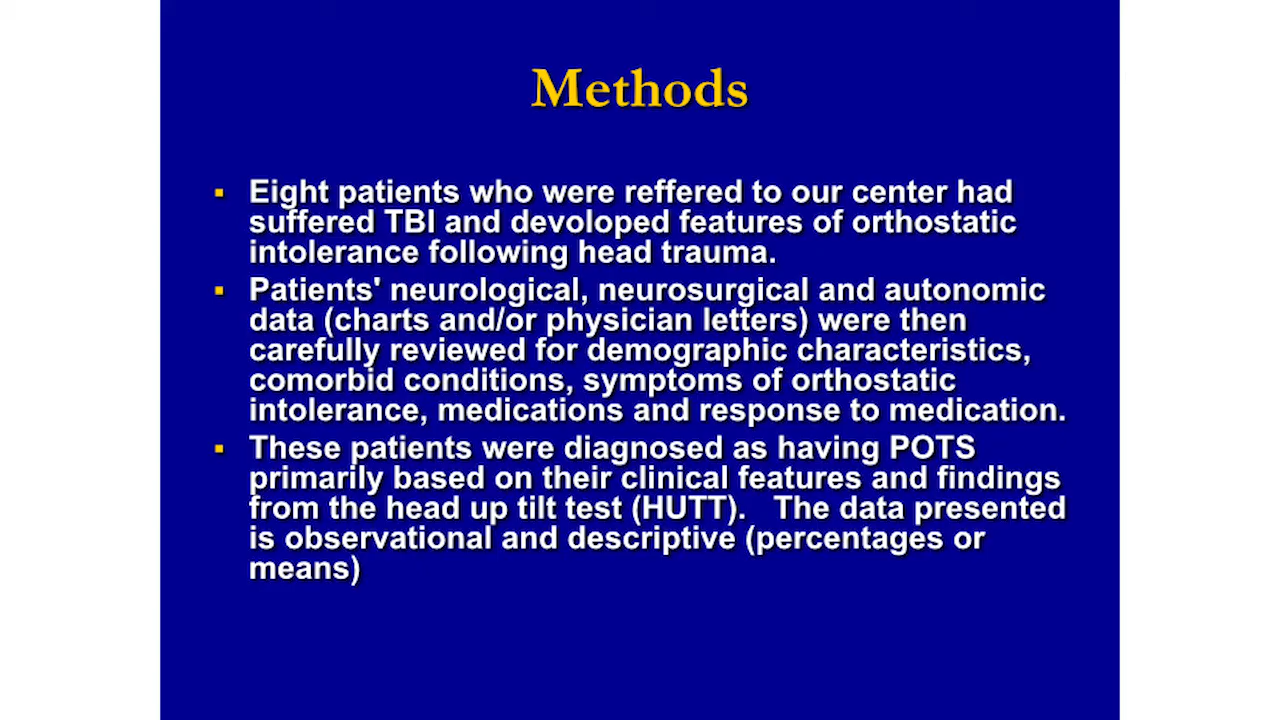 Methods
▪ Eight patients who were reffered to our center had
suffered TBI and devoloped features of orthostatic
intolerance following head trauma.
▪ Patients' neurological, neurosurgical and autonomic
data (charts and/or physician letters) were then
carefully reviewed for demographic characteristics,
comorbid conditions, symptoms of orthostatic
intolerance, medications and response to medication.
▪ These patients were diagnosed as having POTS
primarily based on their clinical features and findings
from the head up tilt test (HUTT).   The data presented
is observational and descriptive (percentages or
means)